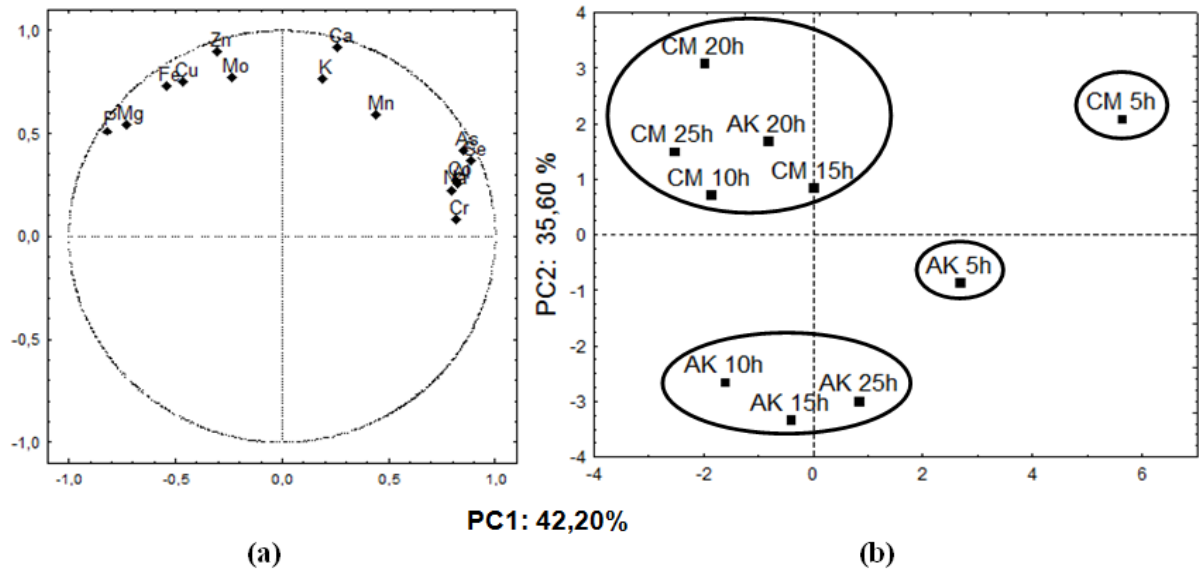 1,0
0,5
0,0
0,5
-1,0
-1,0
-0,5
0,0
0,5
1,0
Zn
Ca
Fe
Cu
Mo
K
P
Mg
Mn
As
Se
Co
Na
Cr
(a)
PC1: 42,20%
PC2: 35,60 %
4
3
2
1
0
-1
-2
-3
-4
-4
-2
0
2
4
6
CM 20h
CM 5h
CM 25h
AK 20h
CM 10h
CM 15h
AK 5h
AK 10h
AK 25h
AK 15h
(b)